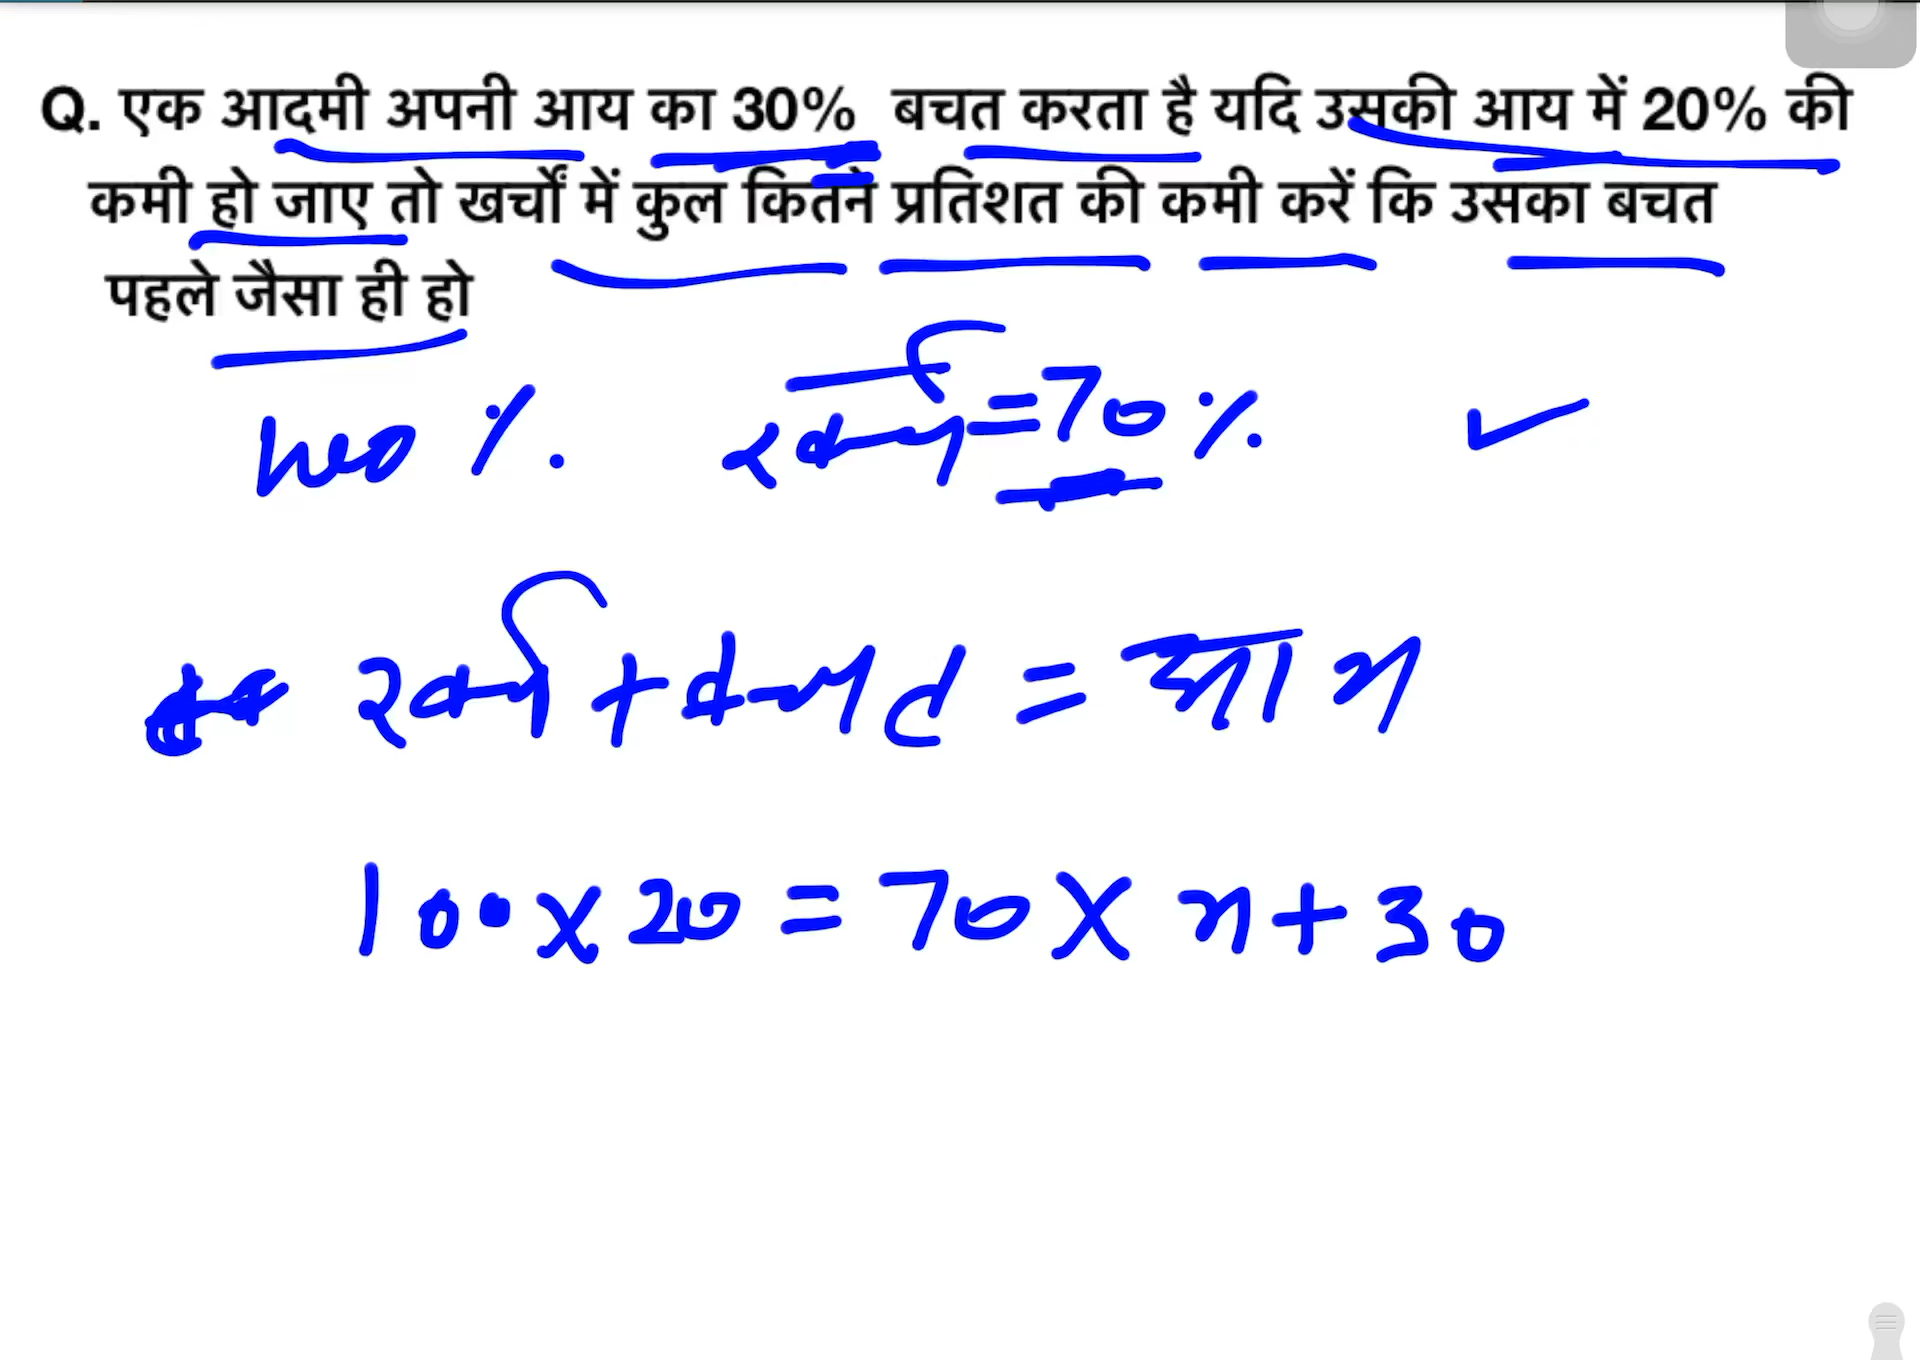 Q. एक आदमी अपनी आय का 30% बचत करता है यदि उसकी आय में 20% की
कमी हो जाए तो खर्चों में कुल कितने प्रतिशत की कमी करें कि उसका बचत
पहले जैसा ही हो
% खर्च = 70 %
खर्च + बचत = आय
100 x 20 = 70 x x + 30